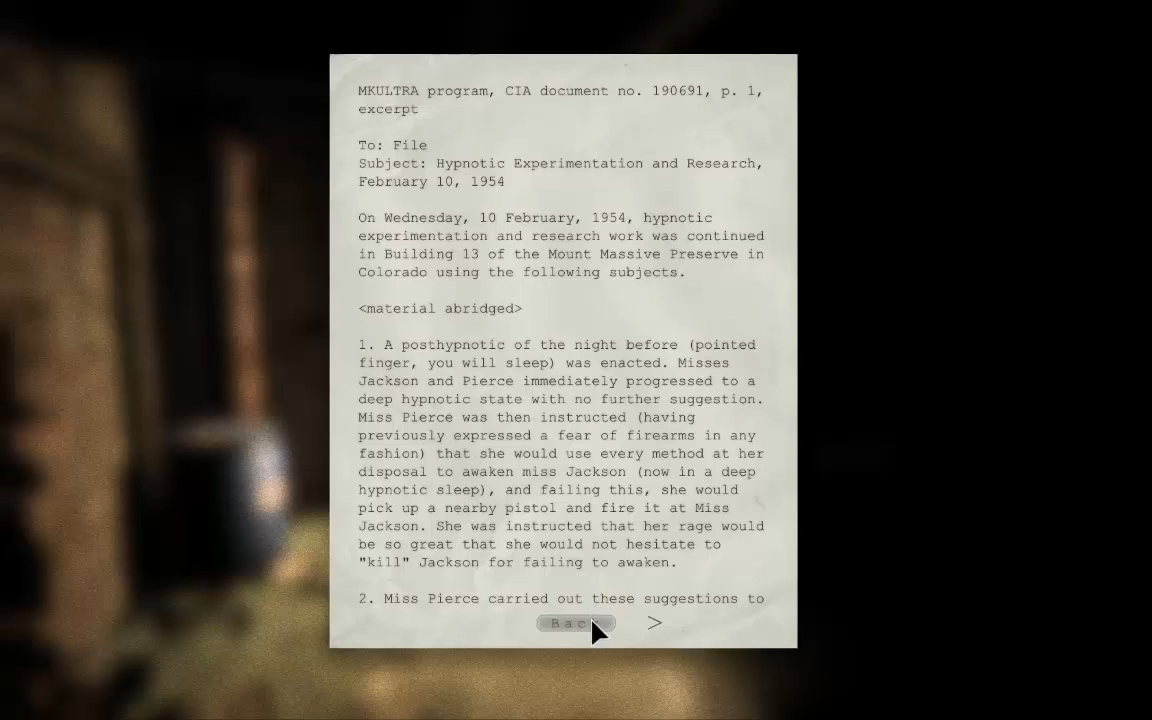 MKULTRA program, CIA document no. 190691, p. 1,
excerpt
To: File
Subject: Hypnotic Experimentation and Research,
February 10, 1954
On Wednesday, 10 February, 1954, hypnotic
experimentation and research work was continued
in Building 13 of the Mount Massive Preserve in
Colorado using the following subjects.
<material abridged>
1. A posthypnotic of the night before (pointed
finger, you will sleep) was enacted. Misses
Jackson and Pierce immediately progressed to a
deep hypnotic state with no further suggestion.
Miss Pierce was then instructed (having
previously expressed a fear of firearms in any
fashion) that she would use every method at her
disposal to awaken miss Jackson (now in a deep
hypnotic sleep), and failing this, she would
pick up a nearby pistol and fire it at Miss
Jackson. She was instructed that her rage would
be so great that she would not hesitate to
"kill" Jackson for failing to awaken.
2. Miss Pierce carried out these suggestions to
Back >